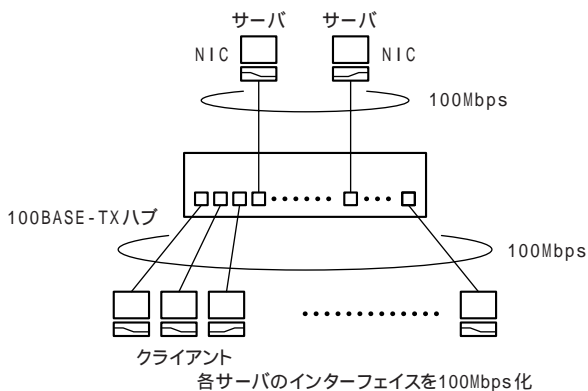 サーバ サーバ
NIC NIC
100Mbps
100BASE-TXハブ
100Mbps
クライアント
各サーバのインターフェイスを100Mbps化